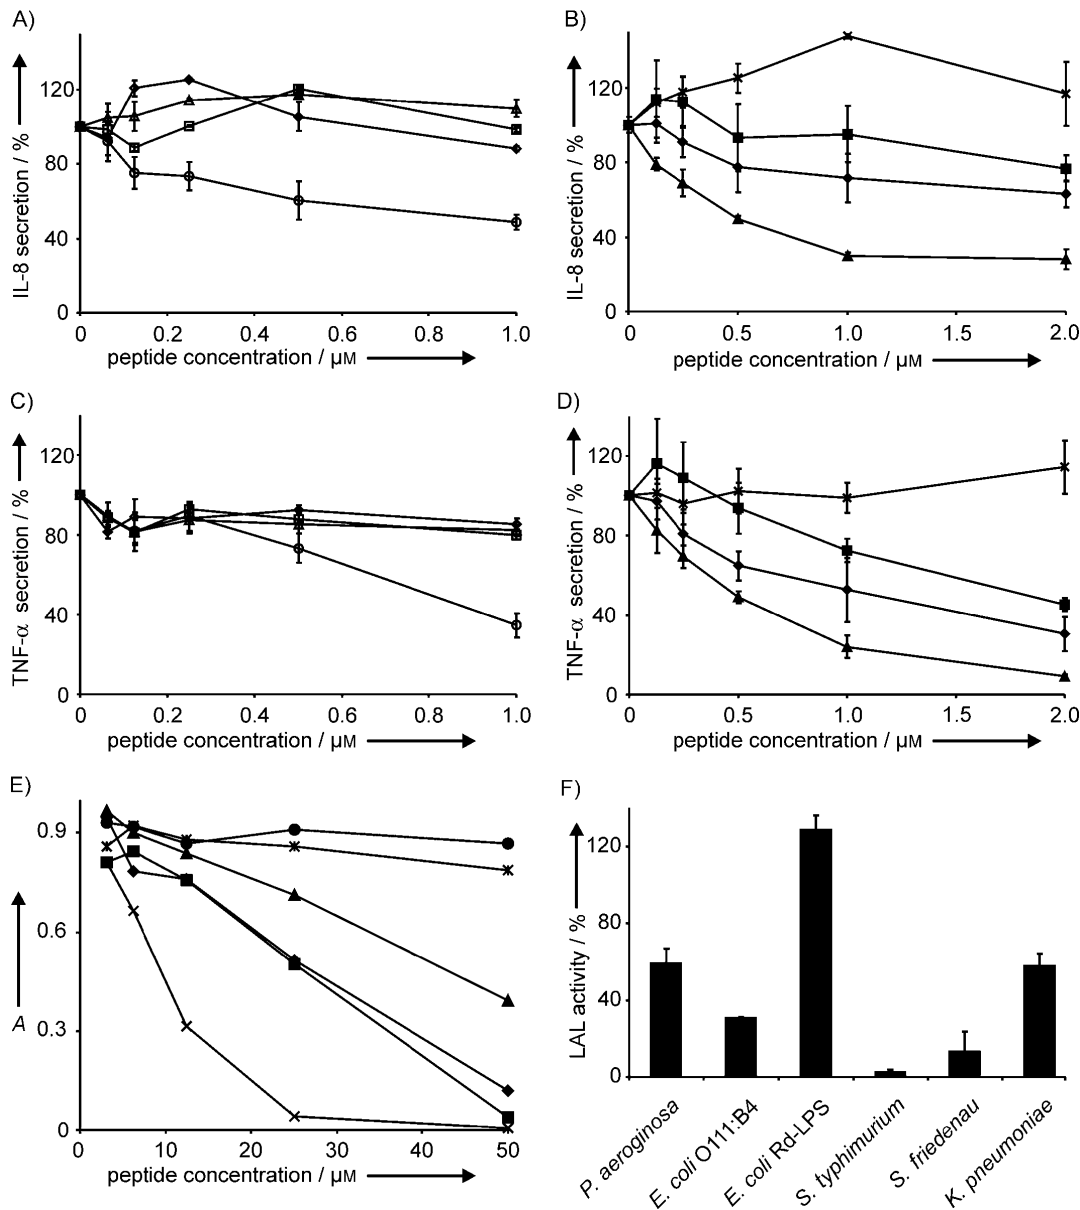 A)
IL-8 secretion / %
120
80
40
0
0 0.2 0.4 0.6 0.8 1.0
peptide concentration / μM
B)
IL-8 secretion / %
120
80
40
0
0 0.5 1.0 1.5 2.0
peptide concentration / μM
C)
TNF-α secretion / %
120
80
40
0
0 0.2 0.4 0.6 0.8 1.0
peptide concentration / μM
D)
TNF-α secretion / %
120
80
40
0
0 0.5 1.0 1.5 2.0
peptide concentration / μM
E)
A
0.9
0.6
0.3
0
0 10 20 30 40 50
peptide concentration / μM
F)
LAL activity / %
120
80
40
0
P. aeroginosa
E. coli O111:B4
E. coli Rd-LPS
S. typhimurium
S. friedenau
K. pneumoniae